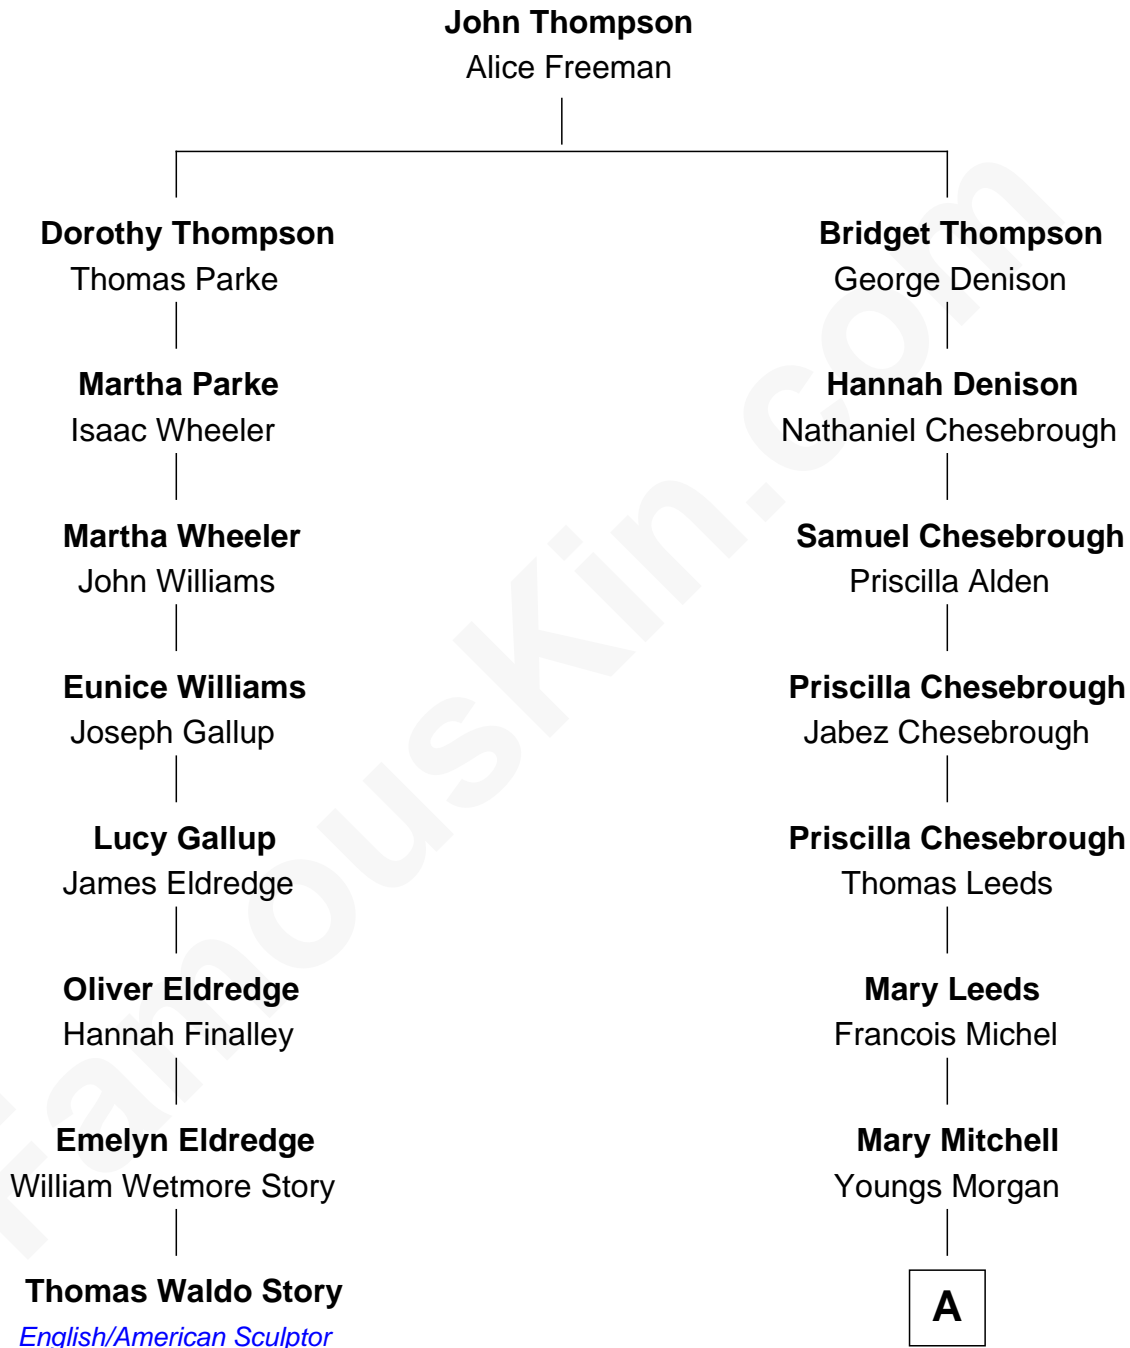 John Thompson
Alice Freeman
Dorothy Thompson
Thomas Parke
Bridget Thompson
George Denison
Martha Parke
Isaac Wheeler
Hannah Denison
Nathaniel Chesebrough
Martha Wheeler
John Williams
Samuel Chesebrough
Priscilla Alden
Eunice Williams
Joseph Gallup
Priscilla Chesebrough
Jabez Chesebrough
Lucy Gallup
James Eldredge
Priscilla Chesebrough
Thomas Leeds
Oliver Eldredge
Hannah Finalley
Mary Leeds
Francois Michel
Emelyn Eldredge
William Wetmore Story
Mary Mitchell
Youngs Morgan
Thomas Waldo Story
English/American Sculptor
A
FamousKin.com